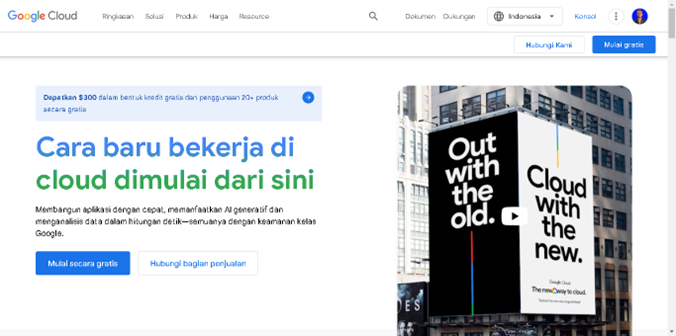 Google Cloud
Ringkasan Solusi Produk Harga Resource
Dokumen Dukungan Indonesia Konsol
Hubungi Kami Mulai gratis
Dapatkan $300 dalam bentuk kredit gratis dan penggunaan 20+ produk
secara gratis
Cara baru bekerja di
cloud dimulai dari sini
Membangun aplikasi dengan cepat, memanfaatkan AI generatif dan
menganalisis data dalam hitungan detik—semuanya dengan keamanan kelas
Google.
Mulai secara gratis Hubungi bagian penjualan
Out
with
the
old.
Cloud
with
the
new.
Google Cloud
The new way to cloud.